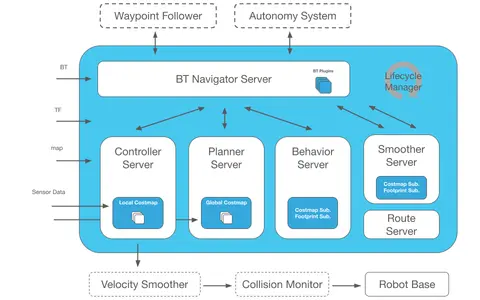 Waypoint Follower
Autonomy System
BT
BT Navigator Server
BT Plugins
Lifecycle
Manager
TF
map
Sensor Data
Controller
Server
Local Costmap
Planner
Server
Global Costmap
Behavior
Server
Costmap Sub.
Footprint Sub.
Smoother
Server
Costmap Sub.
Footprint Sub.
Route
Server
Velocity Smoother
Collision Monitor
Robot Base